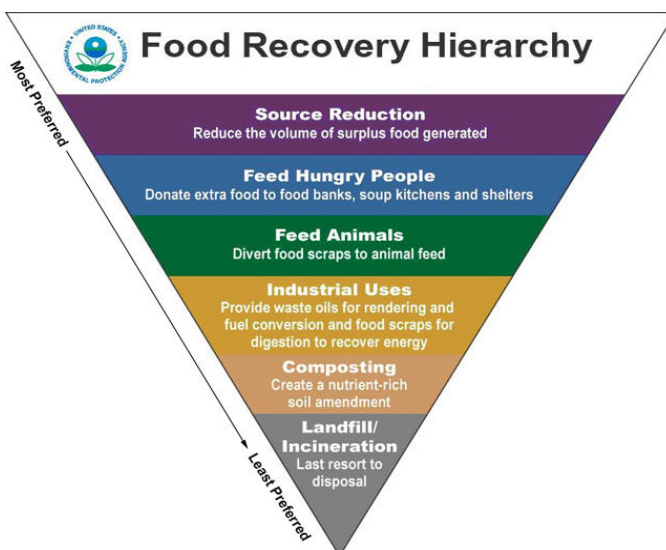 Food Recovery Hierarchy
UNITED STATES
ENVIRONMENTAL PROTECTION AGENCY
Most Preferred
Source Reduction
Reduce the volume of surplus food generated
Feed Hungry People
Donate extra food to food banks, soup kitchens and shelters
Feed Animals
Divert food scraps to animal feed
Industrial Uses
Provide waste oils for rendering and
fuel conversion and food scraps for
digestion to recover energy
Composting
Create a nutrient-rich
soil amendment
Landfill/
Incineration
Last resort to
disposal
Least Preferred